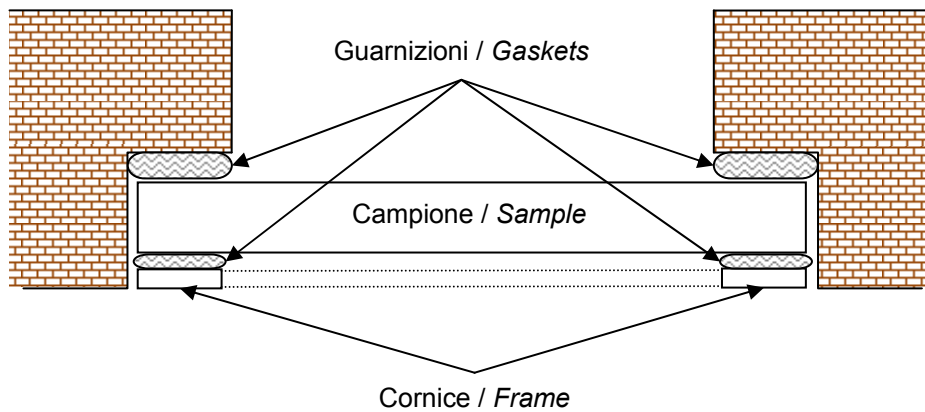 Guarnizioni / Gaskets
Campione / Sample
Cornice / Frame